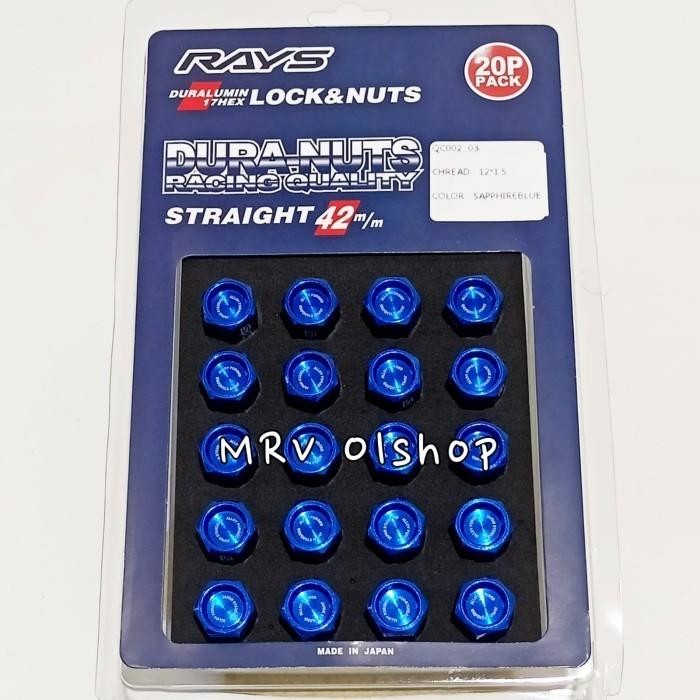 RAYS
20P
PACK
DURALUMIN
17HEX LOCK&NUTS
DURA-NUTS
RACING QUALITY
STRAIGHT 42m/m
QC002 03
CHREAD 12*1.5
COLOR SAPPHIREBLUE
MRV olshop
MADE IN JAPAN